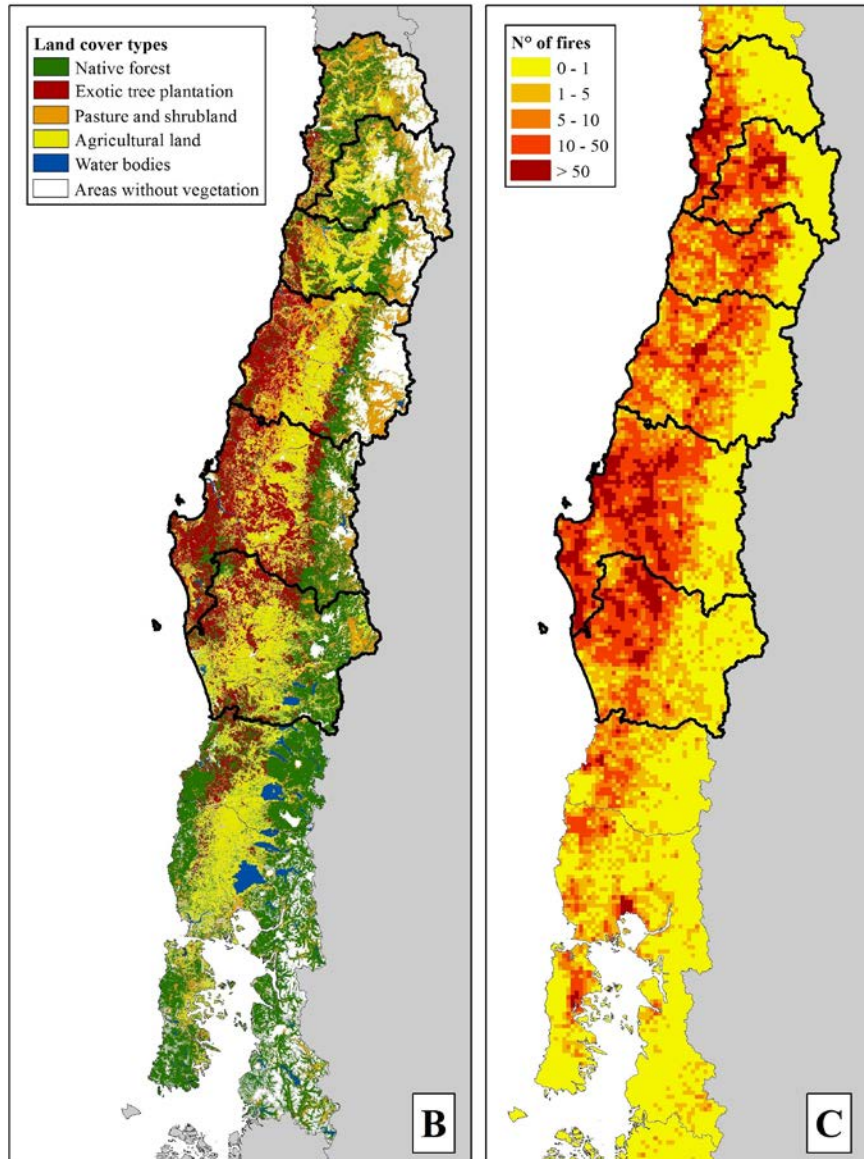 Land cover types
Native forest
Exotic tree plantation
Pasture and shrubland
Agricultural land
Water bodies
Areas without vegetation
B
N° of fires
0 - 1
1 - 5
5 - 10
10 - 50
> 50
C